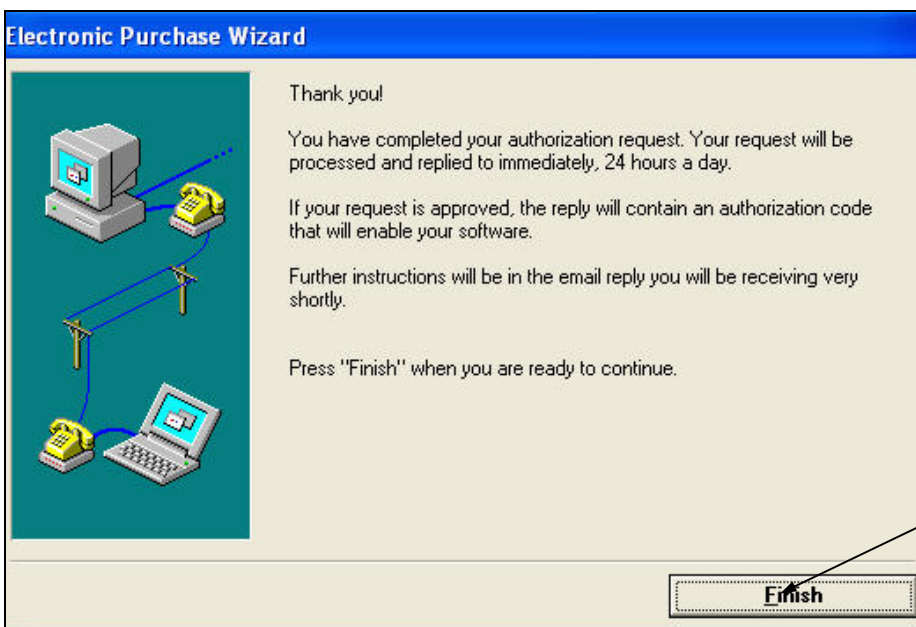 Electronic Purchase Wizard
Thank you!
You have completed your authorization request. Your request will be
processed and replied to immediately, 24 hours a day.
If your request is approved, the reply will contain an authorization code
that will enable your software.
Further instructions will be in the email reply you will be receiving very
shortly.
Press "Finish" when you are ready to continue.
Finish